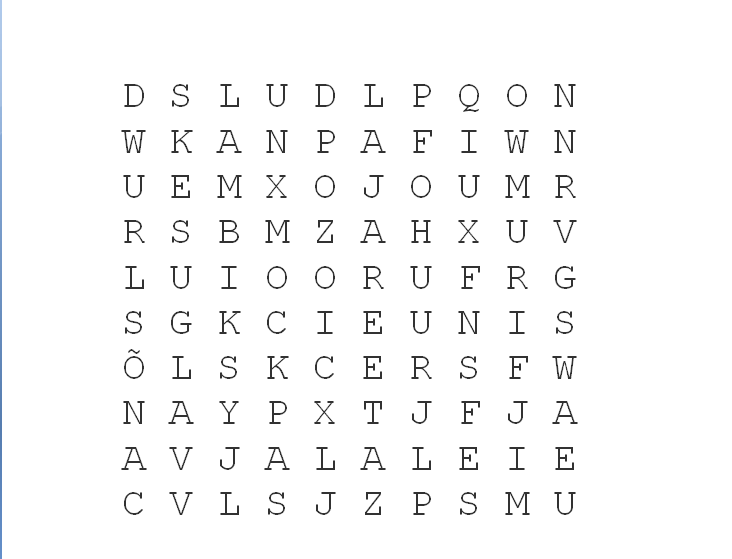 D S L U D L P Q O N
W K A N P A F I W N
U E M X O J O U M R
R S B M Z A H X U V
L U I O O R U F R G
S G K C I E U N I S
Õ L S K C E R S F W
N A Y P X T J F J A
A V J A L A L E I E
C V L S J Z P S M U